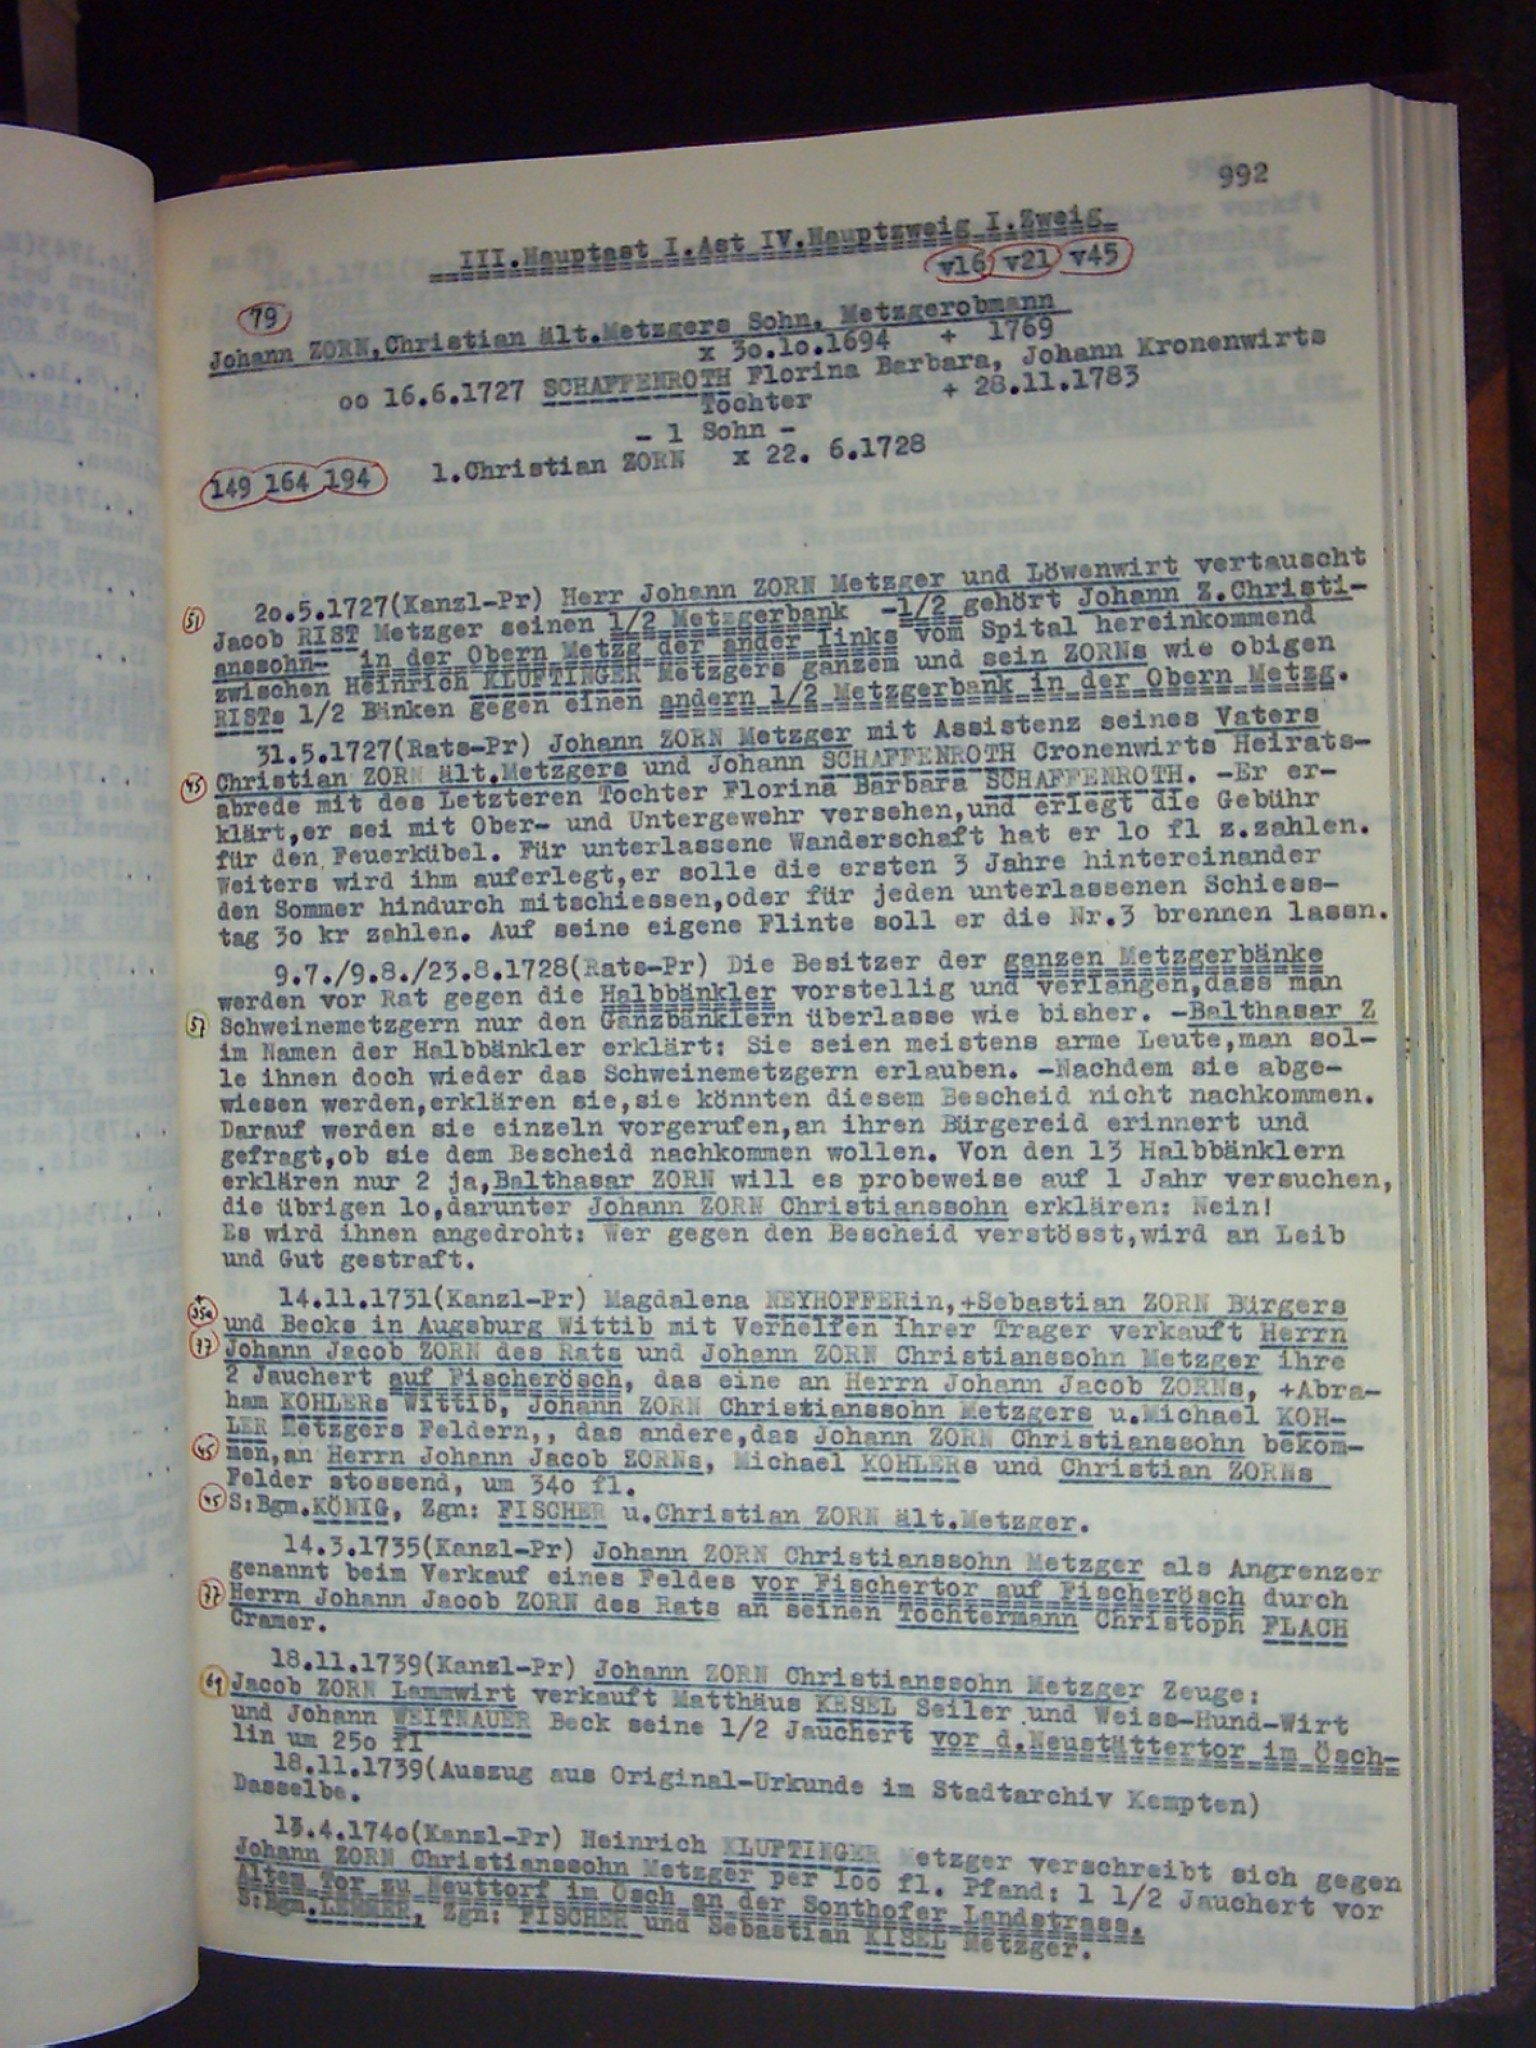 992
III.Hauptast I.Ast IV.Hauptzweig I.Zweig
v16 v21 v45
79
Johann ZORN,Christian ält.Metzgers Sohn, Metzgerobmann
x 3o.lo.1694 + 1769
oo 16.6.1727 SCHAFFENROTH Florina Barbara, Johann Kronenwirts
Tochter + 28.11.1783
- 1 Sohn -
149 164 194 1.Christian ZORN x 22. 6.1728
2o.5.1727(Kanzl-Pr) Herr Johann ZORN Metzger und Löwenwirt vertauscht
51 Jacob RIST Metzger seinen 1/2 Metzgerbank -1/2 gehört Johann Z.Christi-
anssohn- in der Obern Metzg der ander links vom Spital hereinkommend
zwischen Heinrich KLUFTINGER Metzgers ganzem und sein ZORNs wie obigen
RISTs 1/2 Bänken gegen einen andern 1/2 Metzgerbank in der Obern Metzg.
31.5.1727(Rats-Pr) Johann ZORN Metzger mit Assistenz seines Vaters
45 Christian ZORN ält.Metzgers und Johann SCHAFFENROTH Cronenwirts Heirats-
abrede mit des Letzteren Tochter Florina Barbara SCHAFFENROTH. -Er er-
klärt,er sei mit Ober- und Untergewehr versehen,und erlegt die Gebühr
für den Feuerkübel. Für unterlassene Wanderschaft hat er lo fl z.zahlen.
Weiters wird ihm auferlegt,er solle die ersten 3 Jahre hintereinander
den Sommer hindurch mitschiessen,oder für jeden unterlassenen Schiess-
tag 3o kr zahlen. Auf seine eigene Flinte soll er die Nr.3 brennen lassn.
9.7./9.8./23.8.1728(Rats-Pr) Die Besitzer der ganzen Metzgerbänke
werden vor Rat gegen die Halbbänkler vorstellig und verlangen,dass man
57 Schweinemetzgern nur den Ganzbänklern überlasse wie bisher. -Balthasar Z
im Namen der Halbbänkler erklärt: Sie seien meistens arme Leute,man sol-
le ihnen doch wieder das Schweinemetzgern erlauben. -Nachdem sie abge-
wiesen werden,erklären sie,sie könnten diesem Bescheid nicht nachkommen.
Darauf werden sie einzeln vorgerufen,an ihren Bürgereid erinnert und
gefragt,ob sie dem Bescheid nachkommen wollen. Von den 13 Halbbänklern
erklären nur 2 ja,Balthasar ZORN will es probeweise auf 1 Jahr versuchen,
die übrigen lo,darunter Johann ZORN Christianssohn erklären: Nein!
Es wird ihnen angedroht: Wer gegen den Bescheid verstösst,wird an Leib
und Gut gestraft.
14.11.1731(Kanzl-Pr) Magdalena NEYHOFFERin,+Sebastian ZORN Bürgers
35a und Becks in Augsburg Wittib mit Verhelfen Ihrer Trager verkauft Herrn
77 Johann Jacob ZORN des Rats und Johann ZORN Christianssohn Metzger ihre
2 Jauchert auf Fischerösch, das eine an Herrn Johann Jacob ZORNs, +Abra-
ham KOHLERs Wittib, Johann ZORN Christianssohn Metzgers u.Michael KOH-
LER Metzgers Feldern,, das andere,das Johann ZORN Christianssohn bekom-
45 men,an Herrn Johann Jacob ZORNs, Michael KOHLERs und Christian ZORNs
Felder stossend, um 34o fl.
45 S:Bgm.KÖNIG, Zgn: FISCHER u.Christian ZORN ält.Metzger.
14.3.1735(Kanzl-Pr) Johann ZORN Christianssohn Metzger als Angrenzer
genannt beim Verkauf eines Feldes vor Fischertor auf Fischerösch durch
77 Herrn Johann Jacob ZORN des Rats an seinen Tochtermann Christoph FLACH
Cramer.
18.11.1739(Kanzl-Pr) Johann ZORN Christianssohn Metzger Zeuge:
69 Jacob ZORN Lammwirt verkauft Matthäus KESEL Seiler und Weiss-Hund-Wirt
und Johann WEITNAUER Beck seine 1/2 Jauchert vor d.Neustättertor im Ösch-
lin um 25o fl
18.11.1739(Auszug aus Original-Urkunde im Stadtarchiv Kempten)
Dasselbe.
13.4.174o(Kanzl-Pr) Heinrich KLUFTINGER Metzger verschreibt sich gegen
Johann ZORN Christianssohn Metzger per loo fl. Pfand: 1 1/2 Jauchert vor
Altem Tor zu Neuttorf im Ösch an der Sonthofer Landstrass.
S:Bgm.LEMMER, Zgn: FISCHER und Sebastian KISEL Metzger.